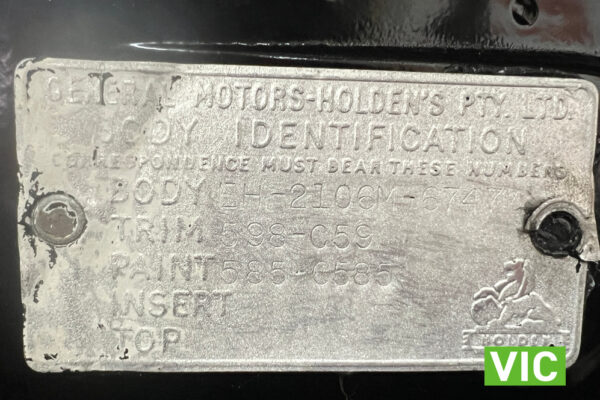 GENERAL MOTORS-HOLDEN'S PTY. LTD.
BODY IDENTIFICATION
CORRESPONDENCE MUST BEAR THESE NUMBERS
BODY EH-2106M-674
TRIM 598-C59
PAINT 585-C585
INSERT
TOP
HOLDEN
VIC